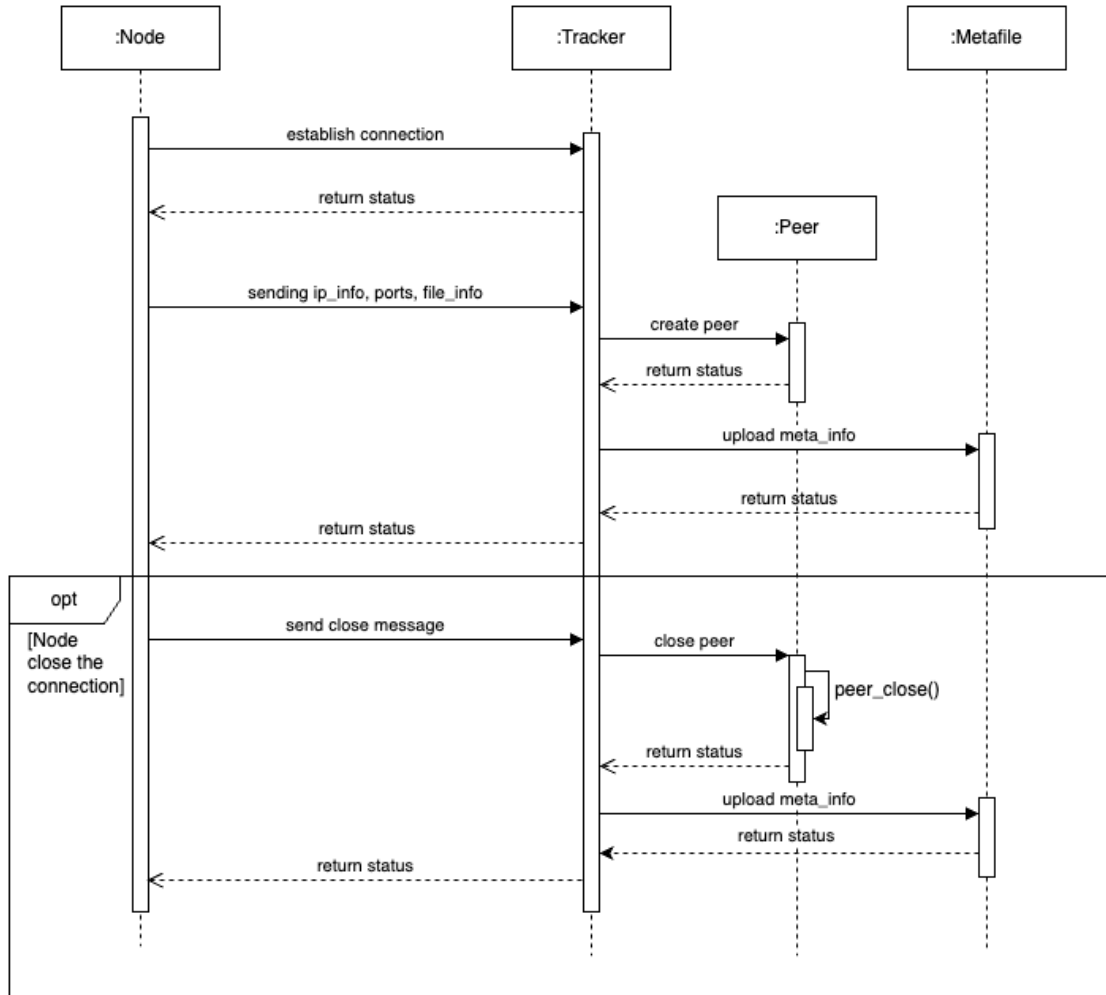 :Node
:Tracker
:Metafile
establish connection
return status
:Peer
sending ip_info, ports, file_info
create peer
return status
upload meta_info
return status
return status
opt
[Node
close the
connection]
send close message
close peer
peer_close()
return status
upload meta_info
return status
return status